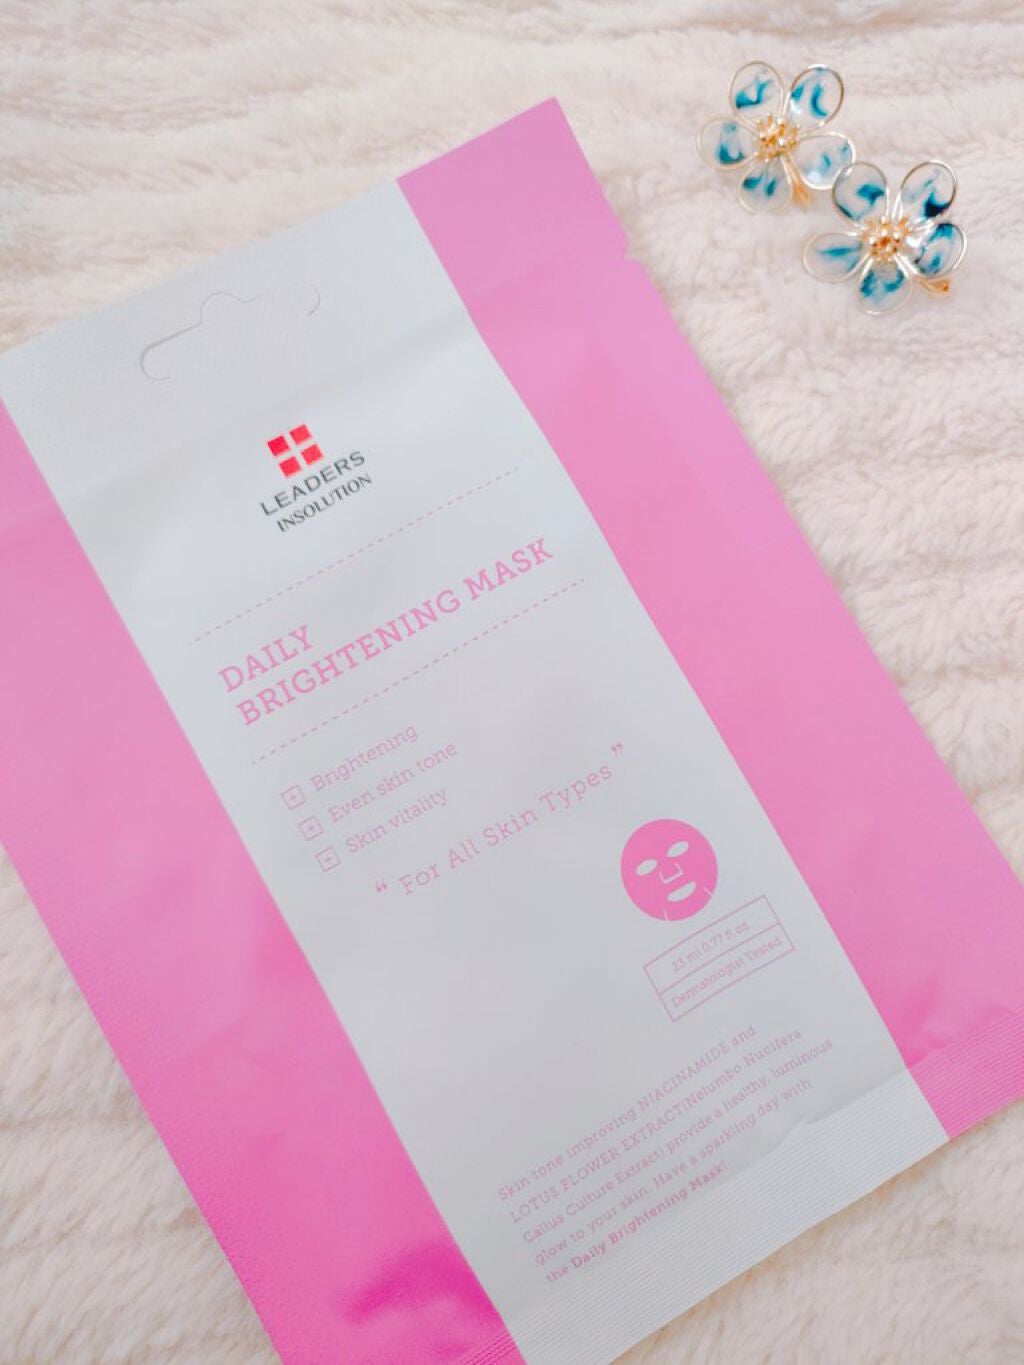 LEADERS
INSOLUTION
DAILY
BRIGHTENING MASK
Brightening
Even skin tone
Skin vitality
“ For All Skin Types ”
23 ml 0.77 fl.oz.
Dermatologist Tested
Skin tone improving NIACINAMIDE and
LOTUS FLOWER EXTRACT(Nelumbo Nucifera
Callus Culture Extract) provide a healthy, luminous
glow to your skin. Have a sparkling day with
the Daily Brightening Mask!